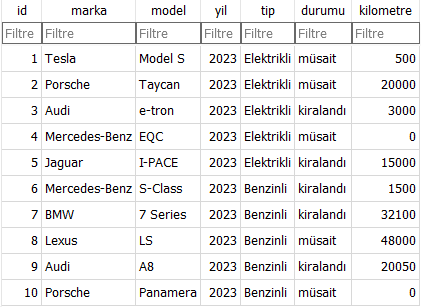 id marka model yil tip durumu kilometre
Filtre Filtre Filtre Filtre Filtre Filtre Filtre
1 Tesla Model S 2023 Elektrikli müsait 500
2 Porsche Taycan 2023 Elektrikli müsait 20000
3 Audi e-tron 2023 Elektrikli kiralandı 3000
4 Mercedes-Benz EQC 2023 Elektrikli müsait 0
5 Jaguar I-PACE 2023 Elektrikli kiralandı 15000
6 Mercedes-Benz S-Class 2023 Benzinli kiralandı 1500
7 BMW 7 Series 2023 Benzinli kiralandı 32100
8 Lexus LS 2023 Benzinli müsait 48000
9 Audi A8 2023 Benzinli kiralandı 20050
10 Porsche Panamera 2023 Benzinli müsait 0